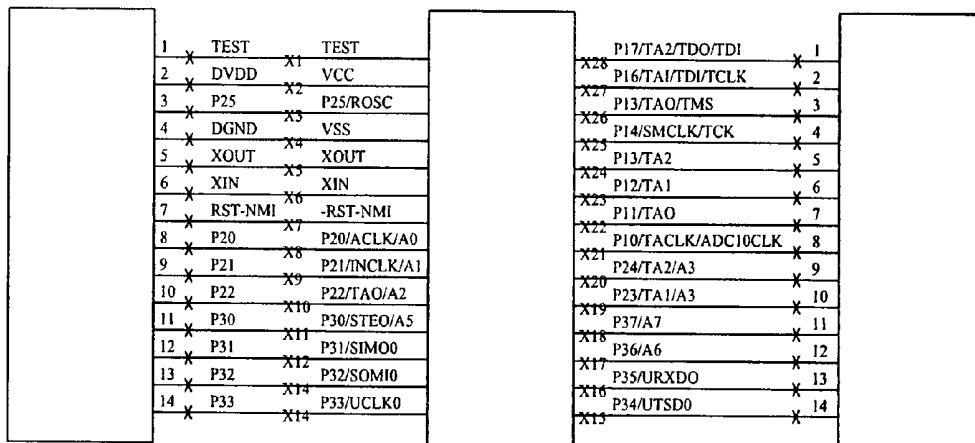 1 TEST X1 TEST
2 DVDD X2 VCC
3 P25 X3 P25/ROSC
4 DGND X4 VSS
5 XOUT X5 XOUT
6 XIN X6 XIN
7 RST-NMI X7 -RST-NMI
8 P20 X8 P20/ACLK/A0
9 P21 X9 P21/INCLK/A1
10 P22 X10 P22/TAO/A2
11 P30 X11 P30/STEO/A5
12 P31 X12 P31/SIMO0
13 P32 X14 P32/SOMI0
14 P33 X14 P33/UCLK0
X28 P17/TA2/TDO/TDI 1
X27 P16/TAI/TDI/TCLK 2
X26 P13/TAO/TMS 3
X25 P14/SMCLK/TCK 4
X24 P13/TA2 5
X23 P12/TA1 6
X22 P11/TAO 7
X21 P10/TACLK/ADC10CLK 8
X20 P24/TA2/A3 9
X19 P23/TA1/A3 10
X18 P37/A7 11
X17 P36/A6 12
X16 P35/URXDO 13
X15 P34/UTSD0 14